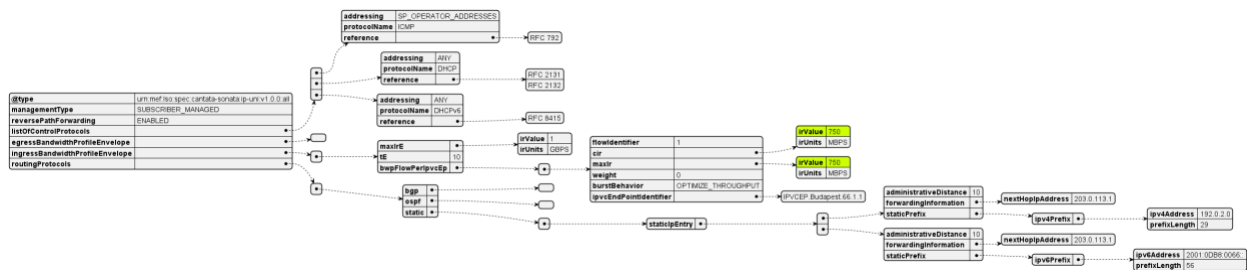 addressing SP_OPERATOR_ADDRESSES
protocolName ICMP
reference
RFC 792
addressing ANY
protocolName DHCP
reference
RFC 2131
RFC 2132
addressing ANY
protocolName DHCPv6
reference
RFC 8415
@type urn:mef:lso:spec:cantata-sonata:ip-uni:v1.0.0:all
managementType SUBSCRIBER_MANAGED
reversePathForwarding ENABLED
listOfControlProtocols
egressBandwidthProfileEnvelope
ingressBandwidthProfileEnvelope
routingProtocols
maxIrE
tE 10
bwpFlowPerIpvcEp
irValue 1
irUnits GBPS
flowIdentifier 1
cir
maxIr
weight 0
burstBehavior OPTIMIZE_THROUGHPUT
ipvcEndPointIdentifier
irValue 750
irUnits MBPS
irValue 750
irUnits MBPS
IPVCEP.Budapest.66.1.1
bgp
ospf
static
staticIpEntry
administrativeDistance 10
forwardingInformation
staticPrefix
nextHopIpAddress 203.0.113.1
ipv4Prefix
ipv4Address 192.0.2.0
prefixLength 29
administrativeDistance 10
forwardingInformation
staticPrefix
nextHopIpAddress 203.0.113.1
ipv6Prefix
ipv6Address 2001:0DB8:0066::
prefixLength 56